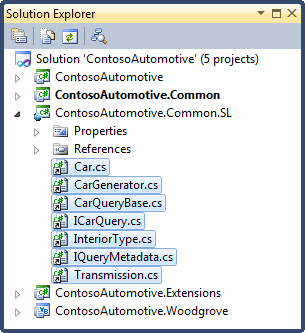 Solution Explorer
Solution 'ContosoAutomotive' (5 projects)
ContosoAutomotive
ContosoAutomotive.Common
ContosoAutomotive.Common.SL
Properties
References
Car.cs
CarGenerator.cs
CarQueryBase.cs
ICarQuery.cs
InteriorType.cs
IQueryMetadata.cs
Transmission.cs
ContosoAutomotive.Extensions
ContosoAutomotive.Woodgrove